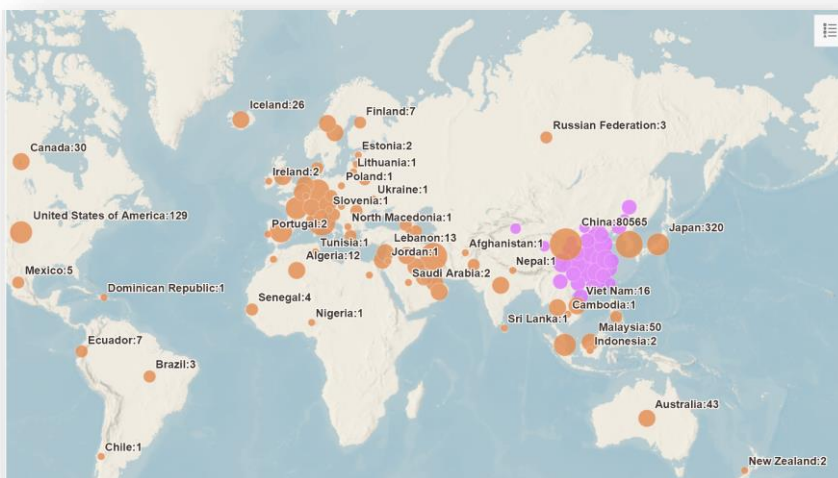 Iceland:26
Finland:7
Russian Federation:3
Canada:30
Estonia:2
Lithuania:1
Ireland:2
Poland:1
Ukraine:1
Slovenia:1
United States of America:129
North Macedonia:1
China:80565
Portugal:2
Japan:320
Lebanon:13
Tunisia:1
Afghanistan:1
Algeria:12
Jordan:1
Nepal:1
Mexico:5
Saudi Arabia:2
Dominican Republic:1
Viet Nam:16
Senegal:4
Cambodia:1
Nigeria:1
Sri Lanka:1
Malaysia:50
Ecuador:7
Indonesia:2
Brazil:3
Australia:43
Chile:1
New Zealand:2